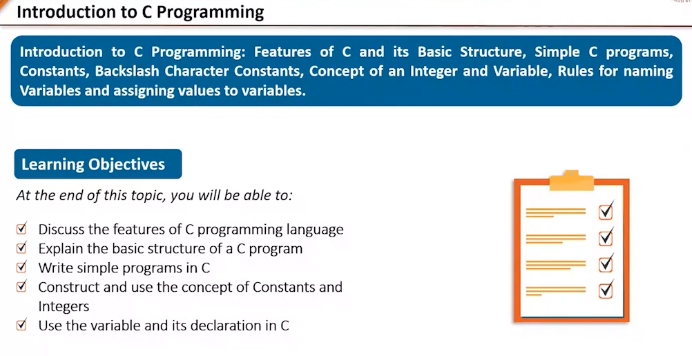 Introduction to C Programming
Introduction to C Programming: Features of C and its Basic Structure, Simple C programs,
Constants, Backslash Character Constants, Concept of an Integer and Variable, Rules for naming
Variables and assigning values to variables.
Learning Objectives
At the end of this topic, you will be able to:
Discuss the features of C programming language
Explain the basic structure of a C program
Write simple programs in C
Construct and use the concept of Constants and
Integers
Use the variable and its declaration in C